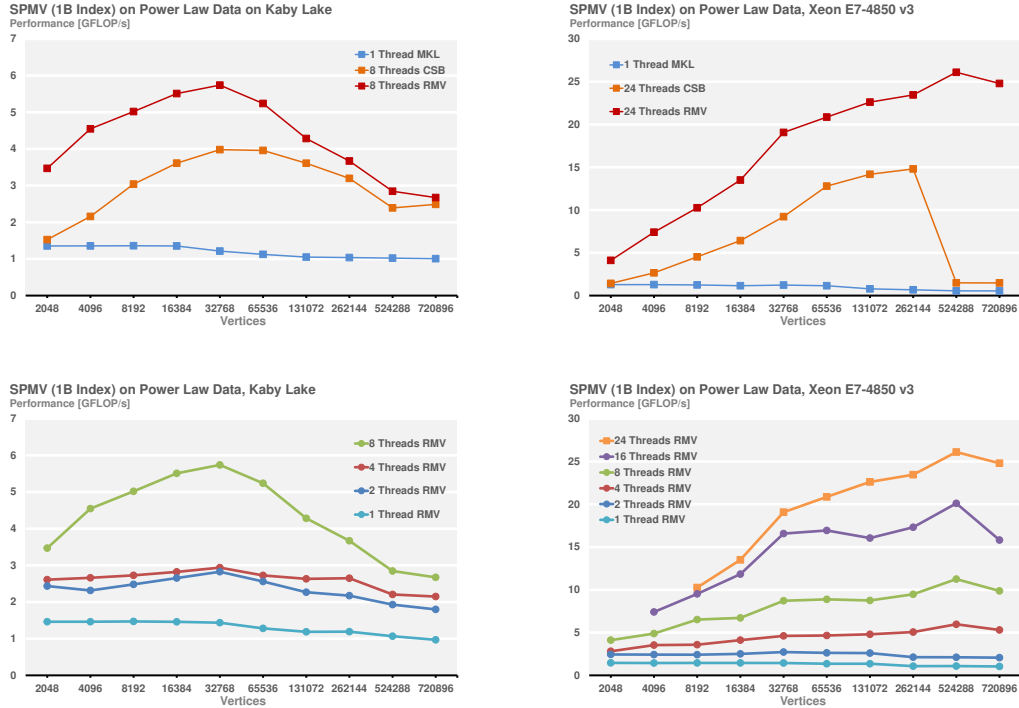 SPMV (1B Index) on Power Law Data on Kaby Lake
Performance [GFLOP/s]
7
6
5
4
3
2
1
0
1 Thread MKL
8 Threads CSB
8 Threads RMV
2048 4096 8192 16384 32768 65536 131072 262144 524288 720896
Vertices
SPMV (1B Index) on Power Law Data, Xeon E7-4850 v3
Performance [GFLOP/s]
30
25
20
15
10
5
0
1 Thread MKL
24 Threads CSB
24 Threads RMV
2048 4096 8192 16384 32768 65536 131072 262144 524288 720896
Vertices
SPMV (1B Index) on Power Law Data, Kaby Lake
Performance [GFLOP/s]
7
6
5
4
3
2
1
0
8 Threads RMV
4 Threads RMV
2 Threads RMV
1 Thread RMV
2048 4096 8192 16384 32768 65536 131072 262144 524288 720896
Vertices
SPMV (1B Index) on Power Law Data, Xeon E7-4850 v3
Performance [GFLOP/s]
30
25
20
15
10
5
0
24 Threads RMV
16 Threads RMV
8 Threads RMV
4 Threads RMV
2 Threads RMV
1 Thread RMV
2048 4096 8192 16384 32768 65536 131072 262144 524288 720896
Vertices